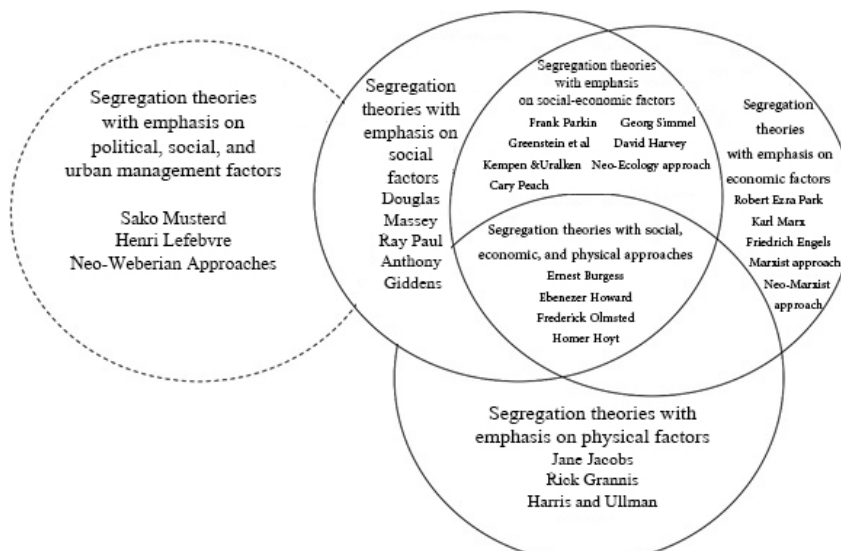 Segregation theories
with emphasis on
political, social, and
urban management factors
Sako Musterd
Henri Lefebvre
Neo-Weberian Approaches
Segregation
theories with
emphasis on
social
factors
Douglas
Massey
Ray Paul
Anthony
Giddens
Segregation theories
with emphasis
on social-economic factors
Frank Parkin Georg Simmel
Greenstein et al David Harvey
Kempen &Uralken Neo-Ecology approach
Cary Peach
Segregation
theories
with emphasis on
economic factors
Robert Ezra Park
Karl Marx
Friedrich Engels
Marxist approach
Neo-Marxist
approach
Segregation theories with social,
economic, and physical approaches
Ernest Burgess
Ebenezer Howard
Frederick Olmsted
Homer Hoyt
Segregation theories with
emphasis on physical factors
Jane Jacobs
Rick Grannis
Harris and Ullman